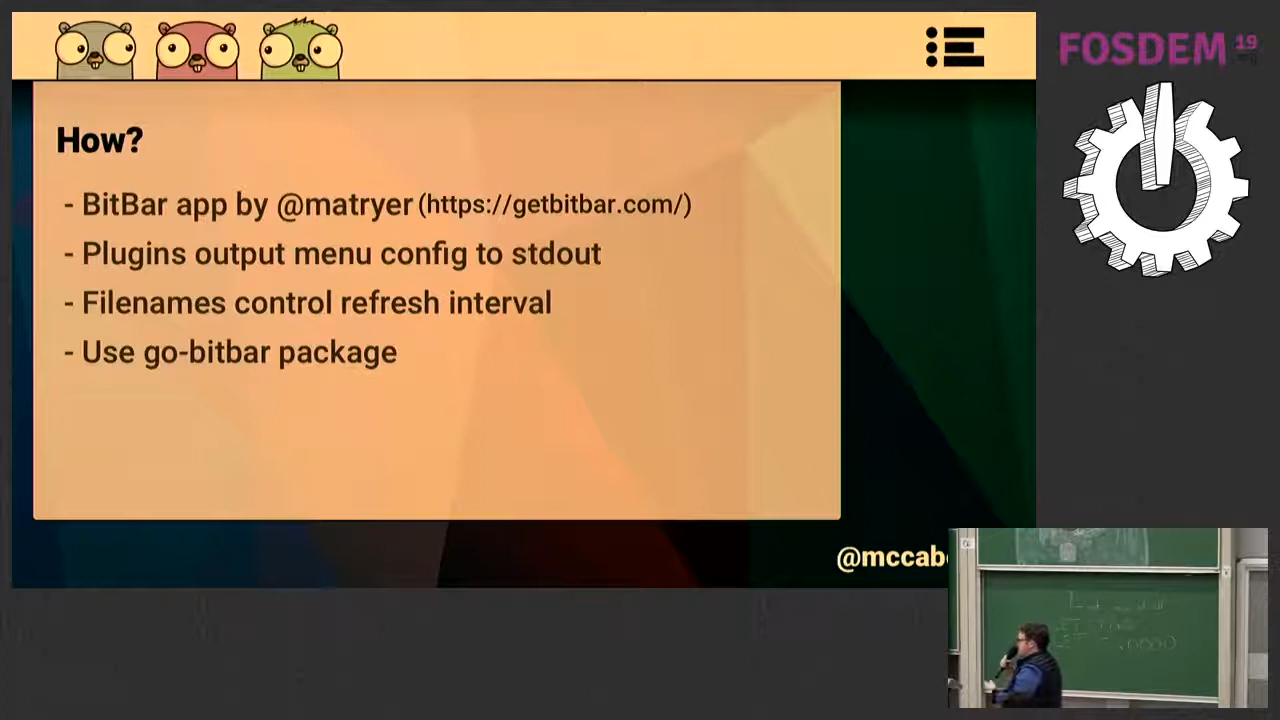 FOSDEM 19
.org
How?
- BitBar app by @matryer (https://getbitbar.com/)
- Plugins output menu config to stdout
- Filenames control refresh interval
- Use go-bitbar package
@mccab